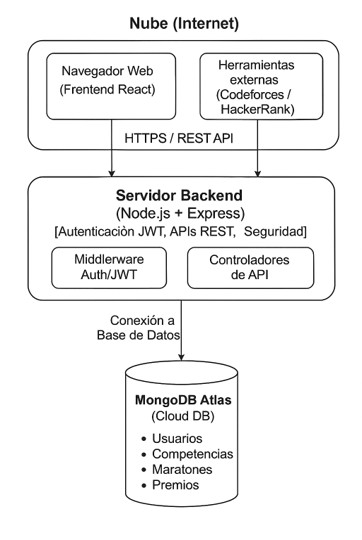 Nube (Internet)
Navegador Web
(Frentend React)
Herramientas
externas
(Codeforces /
HackerRank)
HTTPS / REST API
Servidor Backend
(Node.js + Express)
[Autenticaciòn JWT, APIs REST, Seguridad]
Middlerware
Auth/JWT
Controladores
de API
Conexión a
Base de Datos
MongoDB Atlas
(Cloud DB)
• Usuarios
• Competencias
• Maratones
• Premios